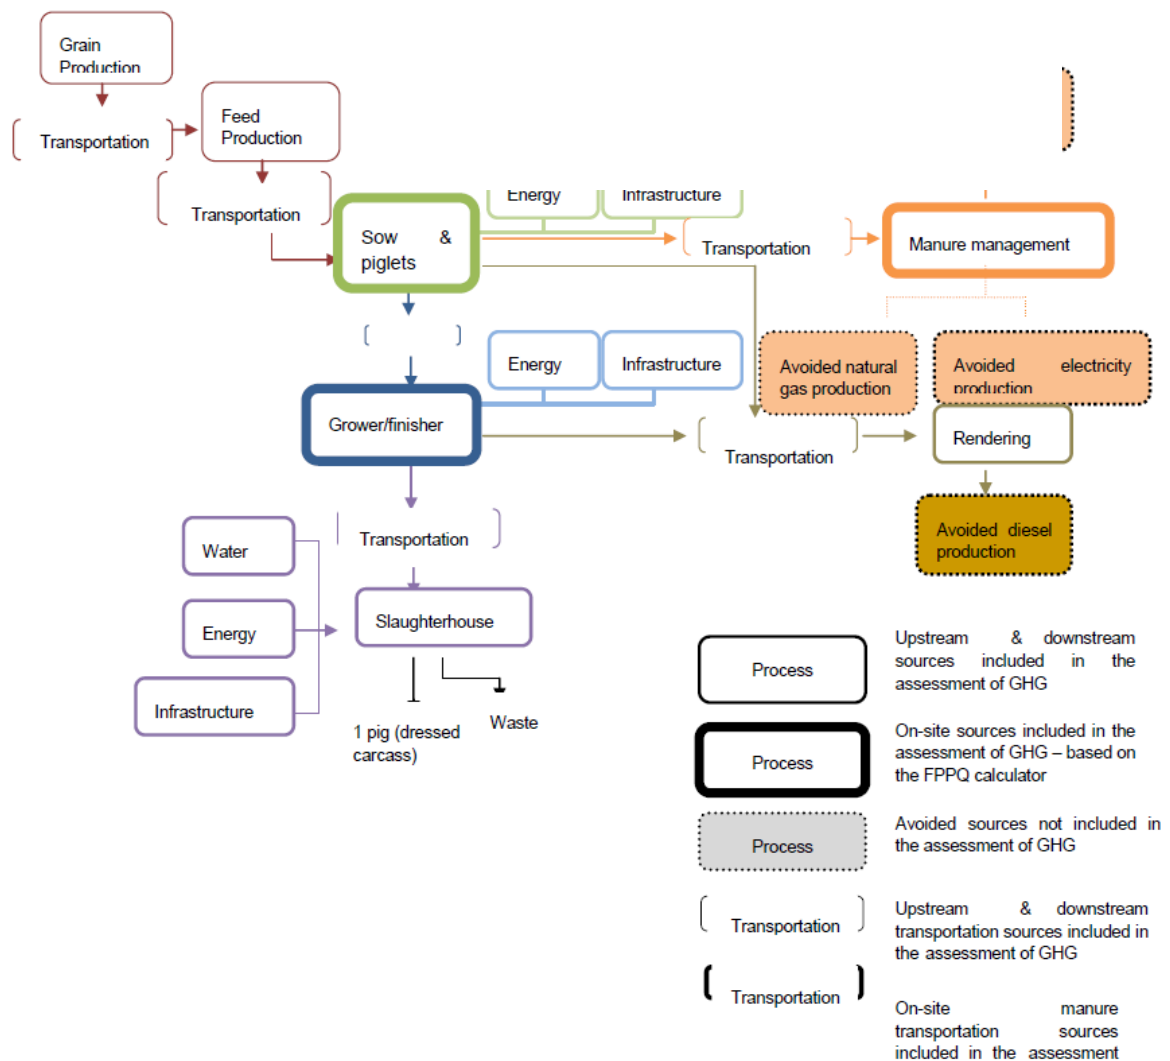 Grain
Production
Transportation
Feed
Production
Transportation
Energy
Infrastructure
Sow & 
piglets
Transportation
Manure management
Energy
Infrastructure
Avoided natural
gas production
Avoided electricity
production
Grower/finisher
Transportation
Rendering
Transportation
Avoided diesel
production
Water
Energy
Infrastructure
Slaughterhouse
1 pig (dressed
carcass)
Waste
Process
Upstream & downstream
sources included in the
assessment of GHG
Process
On-site sources included in the
assessment of GHG – based on
the FPPQ calculator
Process
Avoided sources not included in
the assessment of GHG
Transportation
Upstream & downstream
transportation sources included in
the assessment of GHG
Transportation
On-site manure
transportation sources
included in the assessment